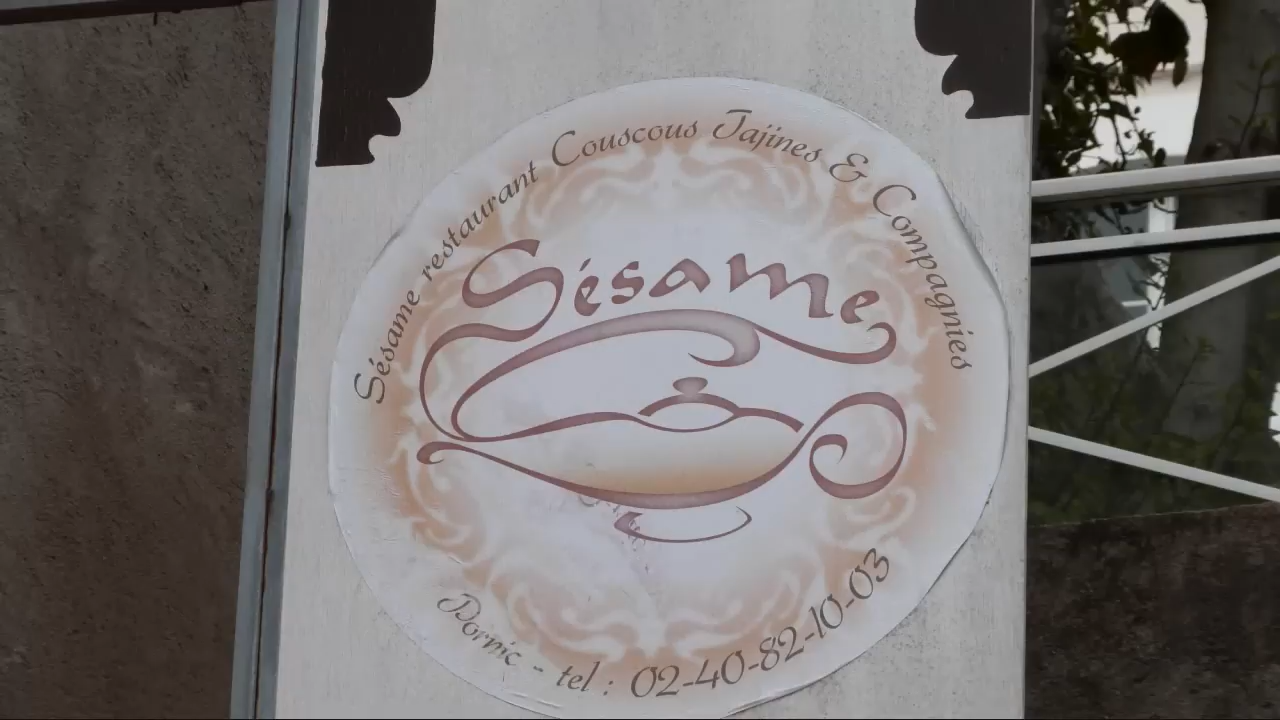 Sésame restaurant Couscous Tajines & Compagnies
Sésame
Pornic - tel : 02-40-82-10-03